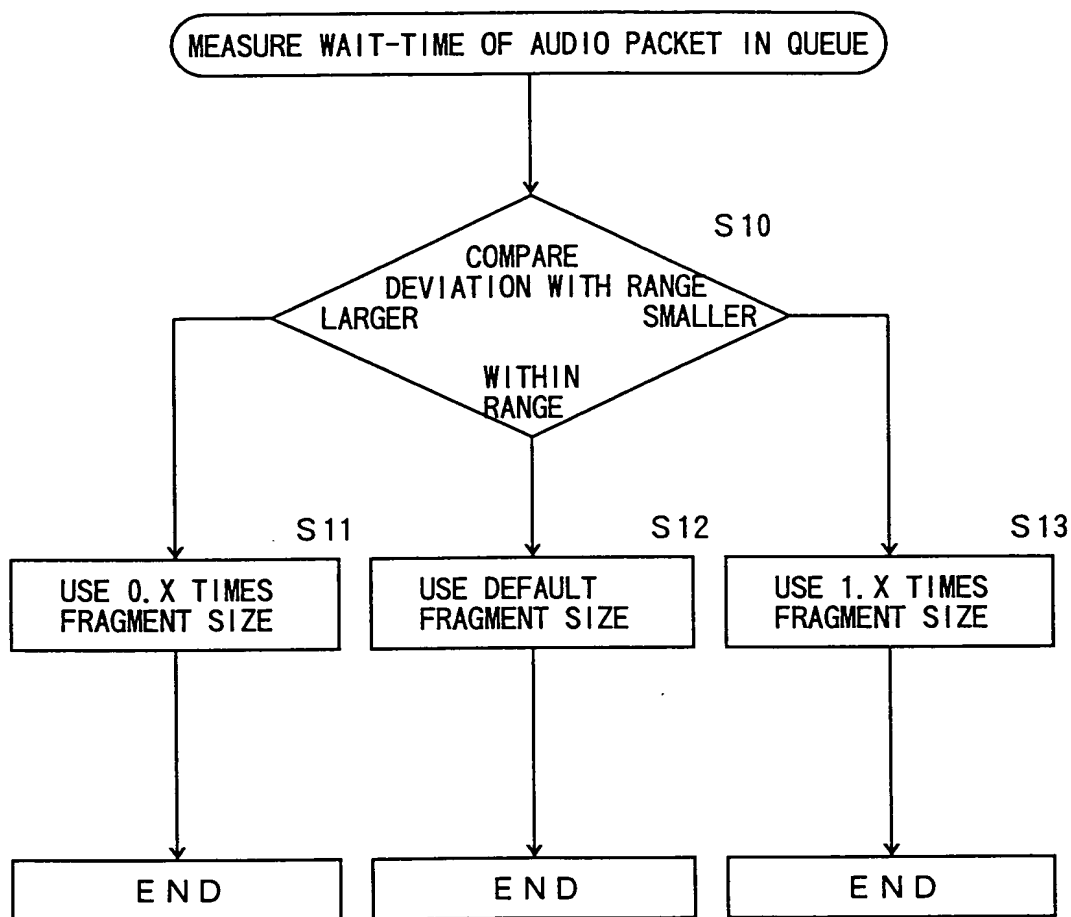 MEASURE WAIT-TIME OF AUDIO PACKET IN QUEUE
S10
COMPARE
DEVIATION WITH RANGE
LARGER
SMALLER
WITHIN
RANGE
S11
S12
S13
USE 0.X TIMES
FRAGMENT SIZE
USE DEFAULT
FRAGMENT SIZE
USE 1.X TIMES
FRAGMENT SIZE
END
END
END